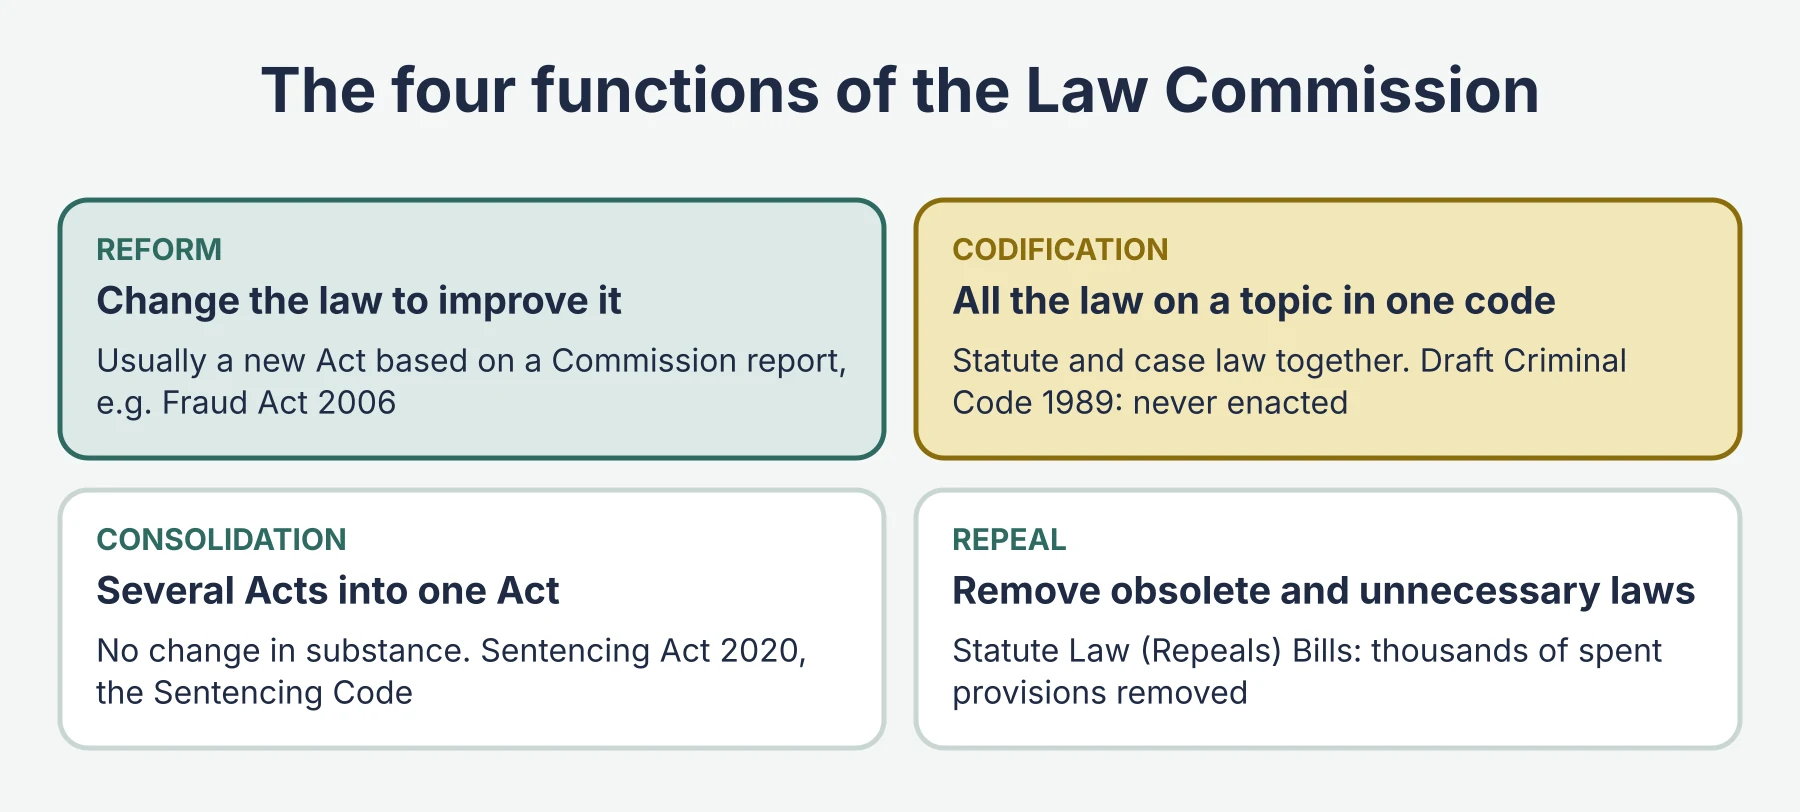 The four functions of the Law Commission
REFORM
Change the law to improve it
Usually a new Act based on a Commission report,
e.g. Fraud Act 2006
CODIFICATION
All the law on a topic in one code
Statute and case law together. Draft Criminal
Code 1989: never enacted
CONSOLIDATION
Several Acts into one Act
No change in substance. Sentencing Act 2020,
the Sentencing Code
REPEAL
Remove obsolete and unnecessary laws
Statute Law (Repeals) Bills: thousands of spent
provisions removed